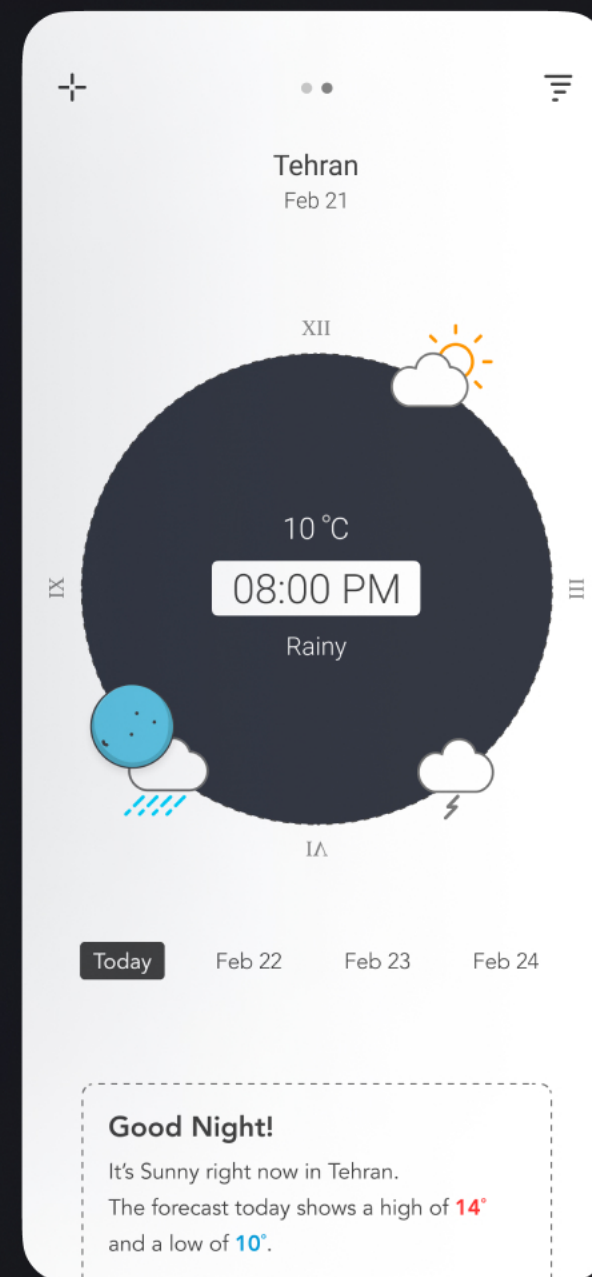 Tehran
Feb 21
XII
10 °C
IX
08:00 PM
III
Rainy
VI
Today
Feb 22
Feb 23
Feb 24
Good Night!
It's Sunny right now in Tehran.
The forecast today shows a high of 14°
and a low of 10°.